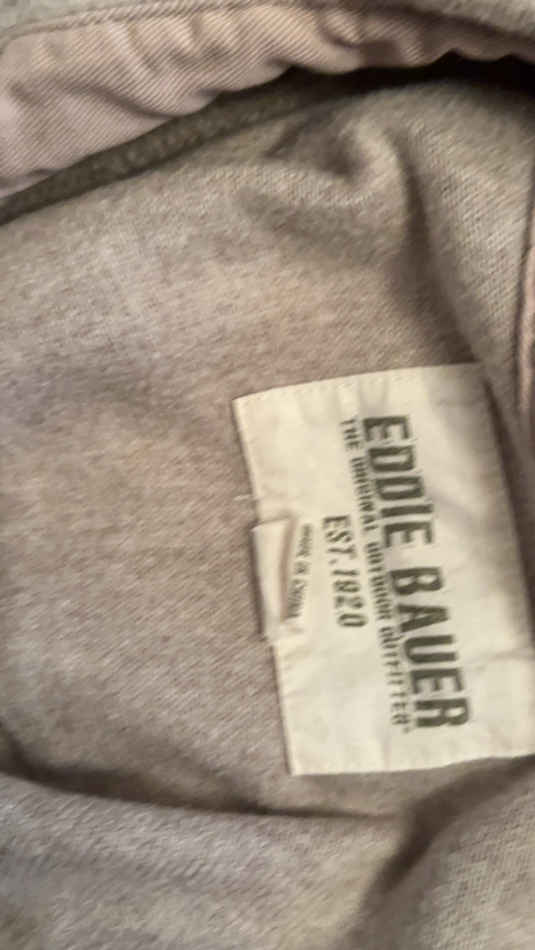 EDDIE BAUER
THE ORIGINAL OUTDOOR OUTFITTER
EST. 1920
MADE IN CHINA